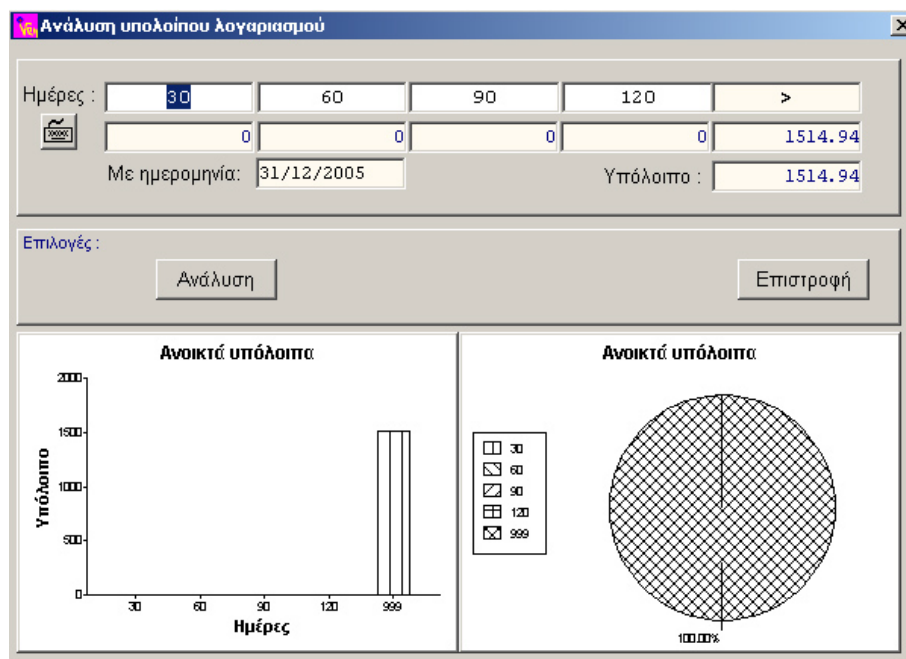 Ανάλυση υπολοίπου λογαριασμού
Ημέρες : 30 60 90 120 >
0 0 0 0 1514.94
Με ημερομηνία: 31/12/2005 Υπόλοιπο : 1514.94
Επιλογές :
Ανάλυση Επιστροφή
Ανοικτά υπόλοιπα
2000
1500
1000
500
0
Υπόλοιπο
30 60 90 120 999
Ημέρες
Ανοικτά υπόλοιπα
30
60
90
120
999
100.00%